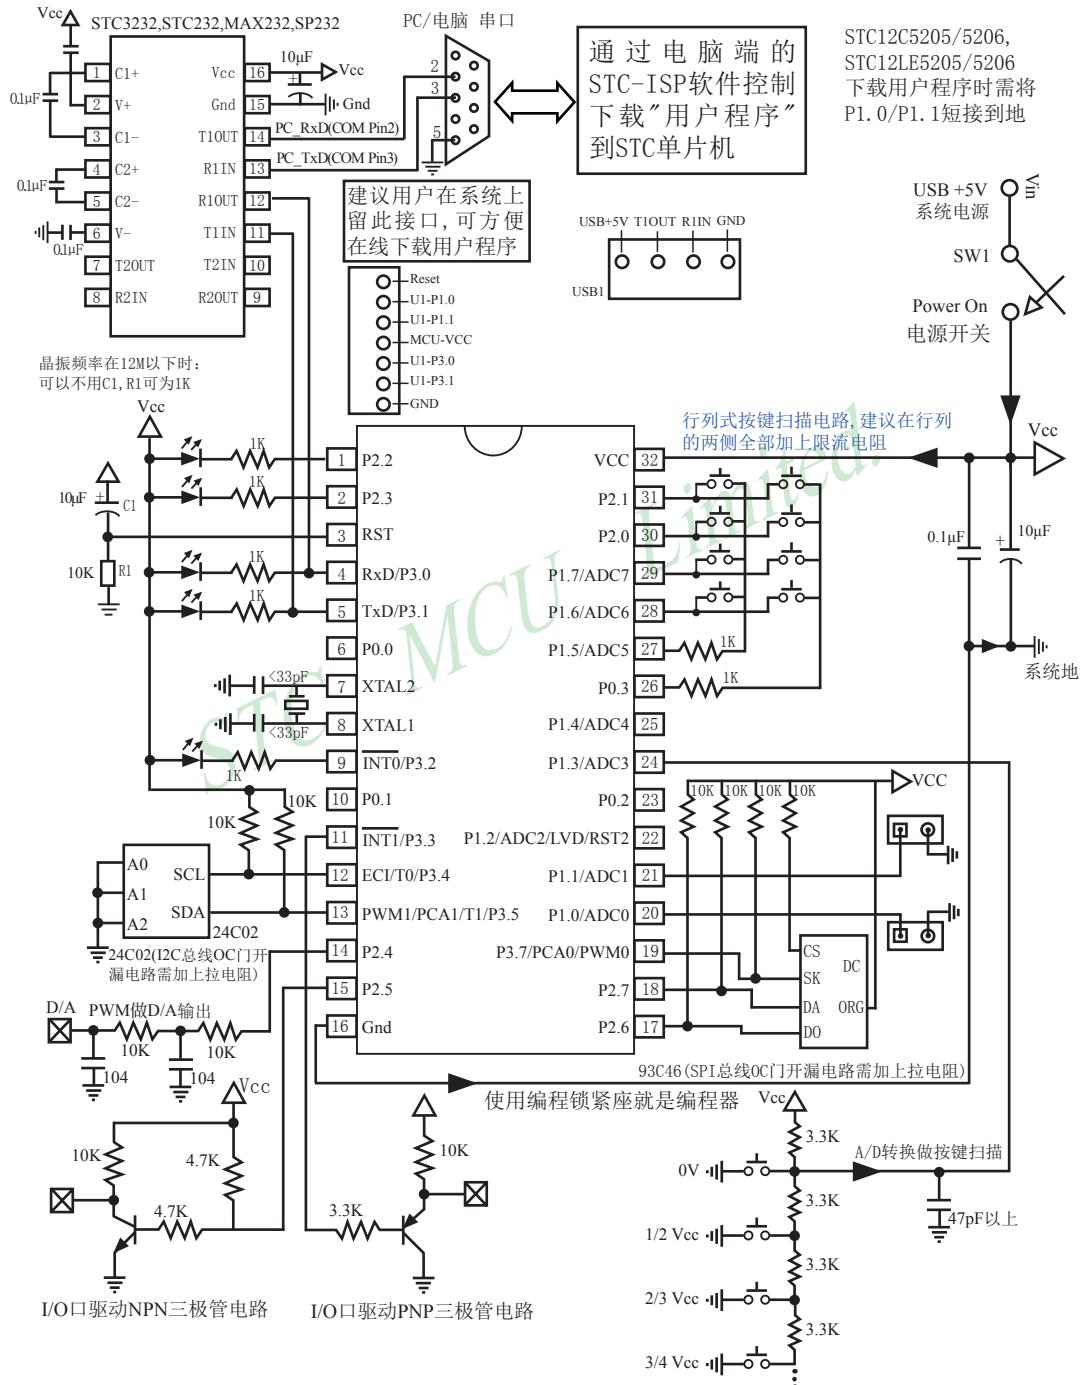 Vcc
STC3232,STC232,MAX232,SP232
PC/电脑 串口
通过电脑端的
STC-ISP软件控制
下载"用户程序"
到STC单片机
STC12C5205/5206,
STC12LE5205/5206
下载用户程序时需将
P1.0/P1.1短接到地
1 C1+
2 V+
3 C1-
4 C2+
5 C2-
6 V-
7 T2OUT
8 R2IN
Vcc 16
Gnd 15
T1OUT 14
R1IN 13
R1OUT 12
T1IN 11
T2IN 10
R2OUT 9
0.1μF
0.1μF
0.1μF
10μF
Vcc
Gnd
PC_RxD(COM Pin2)
PC_TxD(COM Pin3)
2
3
5
建议用户在系统上
留此接口,可方便
在线下载用户程序
Reset
U1-P1.0
U1-P1.1
MCU-VCC
U1-P3.0
U1-P3.1
GND
USB+5V T1OUT R1IN GND
USB1
USB +5V
系统电源
Vin
SW1
Power On
电源开关
Vcc
0.1μF
10μF
+
系统地
晶振频率在12M以下时:
可以不用C1,R1可为1K
Vcc
10μF
+
C1
10K
R1
1K
1K
1K
1K
<33pF
<33pF
1K
10K
10K
行列式按键扫描电路,建议在行列
的两侧全部加上限流电阻
1 P2.2
2 P2.3
3 RST
4 RxD/P3.0
5 TxD/P3.1
6 P0.0
7 XTAL2
8 XTAL1
9 INT0/P3.2
10 P0.1
11 INT1/P3.3
12 ECI/T0/P3.4
13 PWM1/PCA1/T1/P3.5
14 P2.4
15 P2.5
16 Gnd
VCC 32
P2.1 31
P2.0 30
P1.7/ADC7 29
P1.6/ADC6 28
P1.5/ADC5 27
P0.3 26
P1.4/ADC4 25
P1.3/ADC3 24
P0.2 23
P1.2/ADC2/LVD/RST2 22
P1.1/ADC1 21
P1.0/ADC0 20
P3.7/PCA0/PWM0 19
P2.7 18
P2.6 17
1K
1K
STC MCU Limited.
10K 10K 10K 10K
VCC
CS
SK
DA
DO
DC
ORG
93C46(SPI总线OC门开漏电路需加上拉电阻)
A0
A1
A2
SCL
SDA
24C02
24C02(I2C总线OC门开
漏电路需加上拉电阻)
D/A
PWM做D/A输出
10K
10K
104
104
使用编程锁紧座就是编程器
Vcc
10K
4.7K
4.7K
I/O口驱动NPN三极管电路
10K
3.3K
I/O口驱动PNP三极管电路
Vcc
3.3K
0V
3.3K
1/2 Vcc
3.3K
2/3 Vcc
3.3K
3/4 Vcc
A/D转换做按键扫描
47pF以上